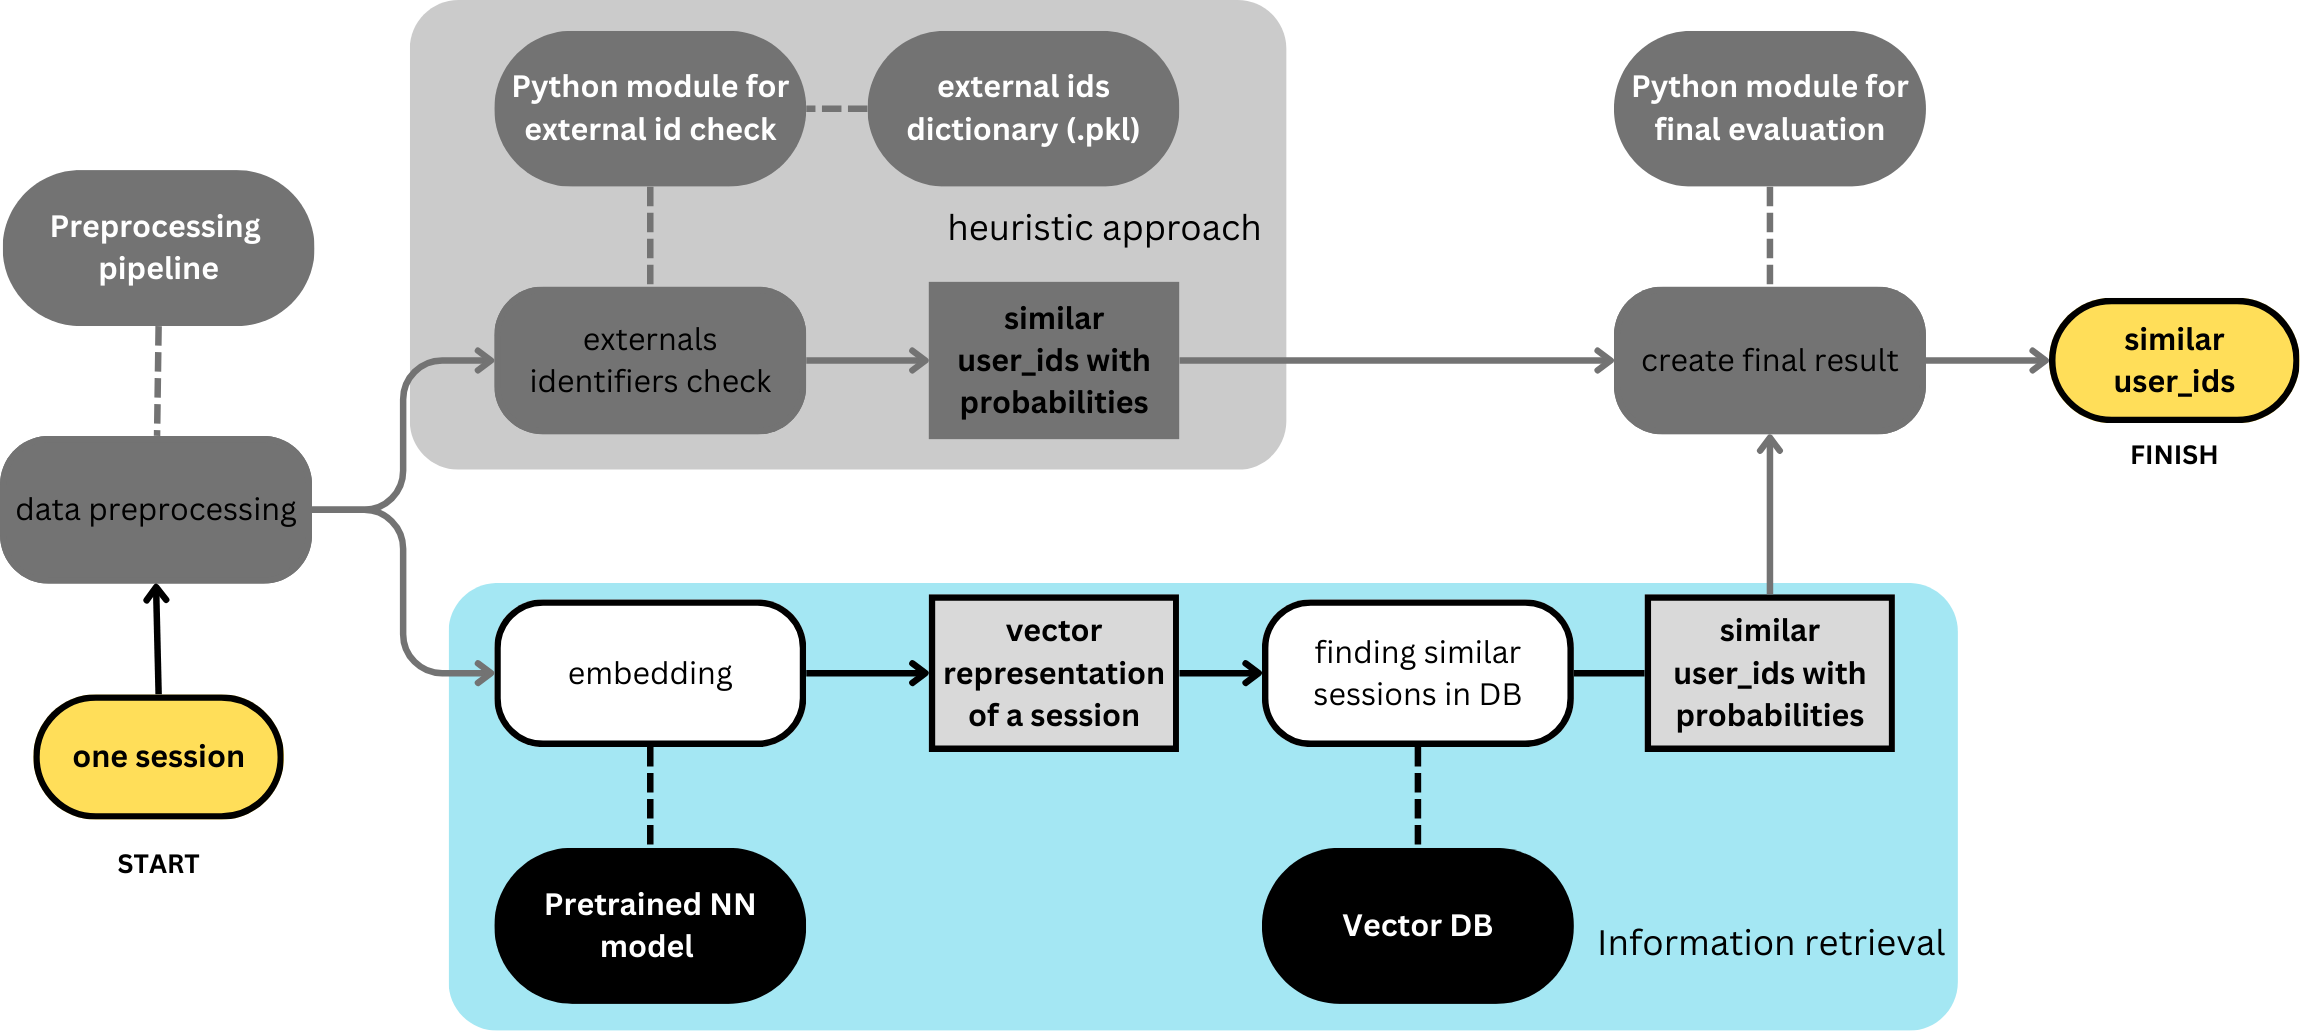 Python module for
external id check
external ids
dictionary (.pkl)
Python module for
final evaluation
Preprocessing
pipeline
heuristic approach
externals
identifiers check
similar
user_ids with
probabilities
create final result
similar
user_ids
FINISH
data preprocessing
embedding
vector
representation
of a session
finding similar
sessions in DB
similar
user_ids with
probabilities
one session
START
Pretrained NN
model
Vector DB
Information retrieval